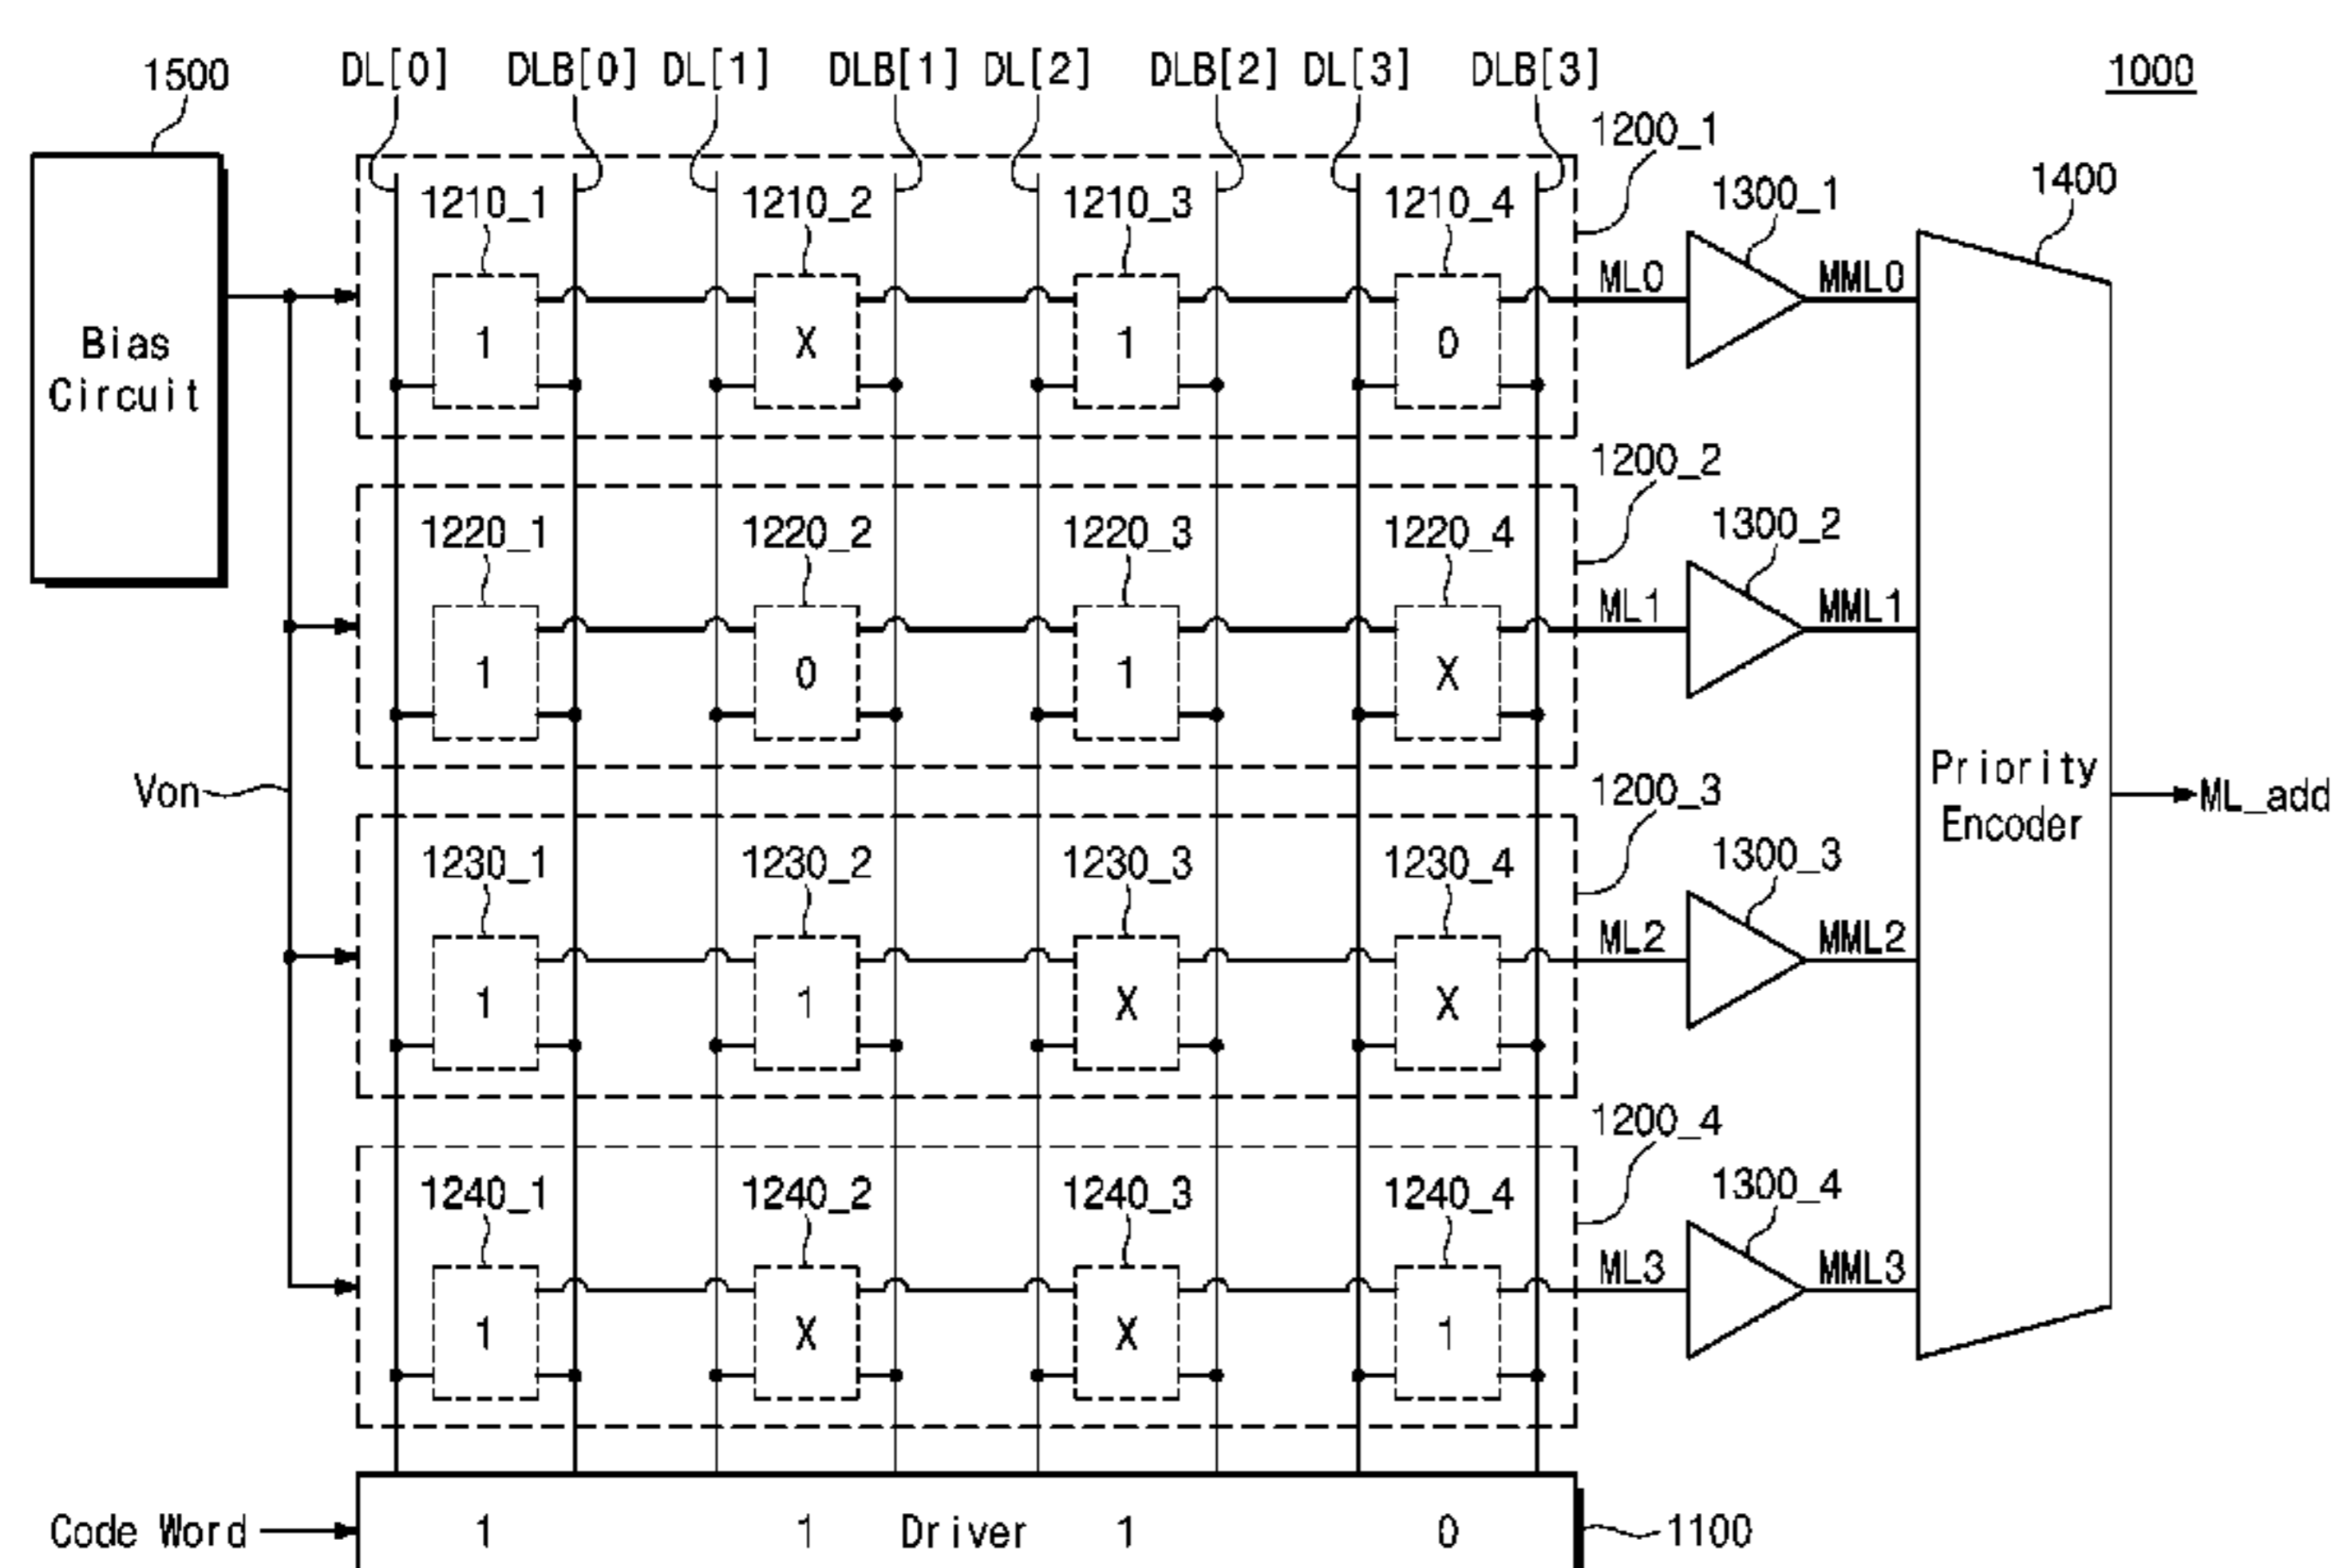 DL[0] DLB[0] DL[1] DLB[1] DL[2] DLB[2] DL[3] DLB[3]
1000
1500
1200_1
1210_1 1210_2 1210_3 1210_4
1300_1
1400
ML0 MML0
Bias
Circuit
1 X 1 0
1200_2
1220_1 1220_2 1220_3 1220_4
1300_2
ML1 MML1
1 0 1 X
Von
1200_3
Priority
Encoder
ML_add
1230_1 1230_2 1230_3 1230_4
1300_3
ML2 MML2
1 1 X X
1200_4
1240_1 1240_2 1240_3 1240_4
1300_4
ML3 MML3
1 X X 1
Code Word
1 1 Driver 1 0
1100